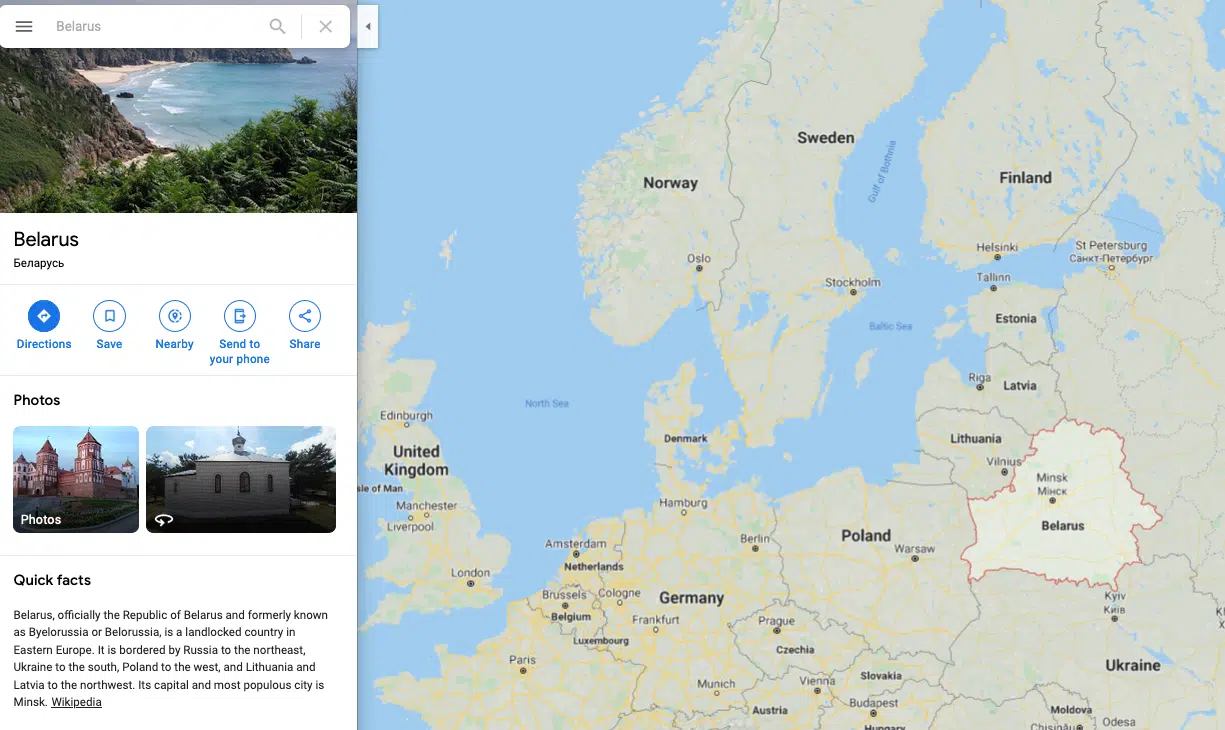 Belarus
Belarus
Беларусь
Directions
Save
Nearby
Send to
your phone
Share
Photos
Photos
Quick facts
Belarus, officially the Republic of Belarus and formerly known
as Byelorussia or Belorussia, is a landlocked country in
Eastern Europe. It is bordered by Russia to the northeast,
Ukraine to the south, Poland to the west, and Lithuania and
Latvia to the northwest. Its capital and most populous city is
Minsk. Wikipedia
Sweden
Norway
Finland
Gulf of Bothnia
Helsinki
St Petersburg
Санкт-Петербург
Oslo
Tallinn
Stockholm
Estonia
Baltic Sea
Riga
Latvia
North Sea
Edinburgh
Denmark
Lithuania
United
Kingdom
Vilnius
Isle of Man
Minsk
Мінск
Manchester
Hamburg
Liverpool
Belarus
Berlin
Poland
Amsterdam
Warsaw
Netherlands
London
Brussels
Cologne
Germany
Kyiv
Київ
Belgium
Frankfurt
Prague
Luxembourg
Czechia
Paris
Ukraine
Slovakia
Munich
Vienna
Budapest
Austria
Moldova
Hungary
Chișinău
Odesa